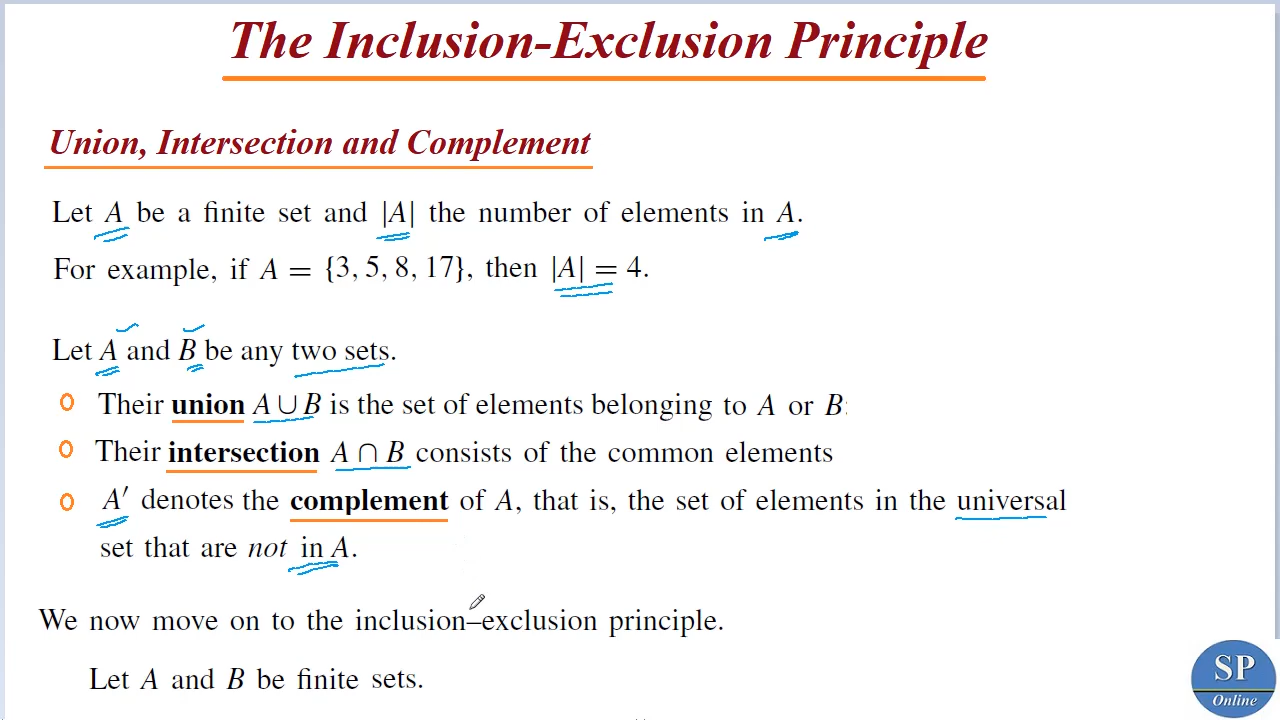 The Inclusion-Exclusion Principle
Union, Intersection and Complement
Let A be a finite set and |A| the number of elements in A.
For example, if A = {3, 5, 8, 17}, then |A| = 4.
Let A and B be any two sets.
Their union A ∪ B is the set of elements belonging to A or B:
Their intersection A ∩ B consists of the common elements
A′ denotes the complement of A, that is, the set of elements in the universal
set that are not in A.
We now move on to the inclusion–exclusion principle.
Let A and B be finite sets.
SP
Online